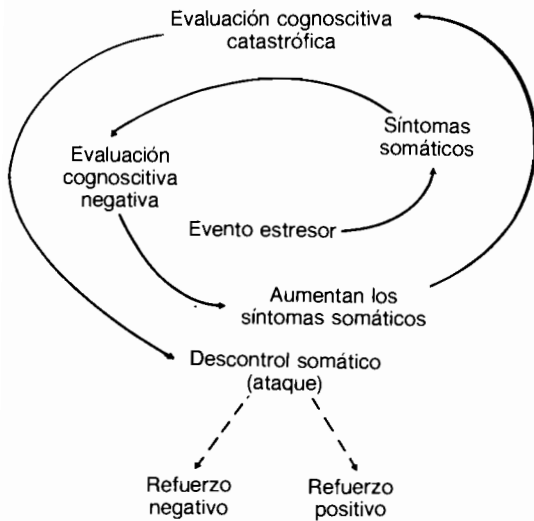 Evaluación cognoscitiva
catastrófica
Síntomas
somáticos
Evaluación
cognoscitiva
negativa
Evento estresor
Aumentan los
síntomas somáticos
Descontrol somático
(ataque)
Refuerzo
negativo
Refuerzo
positivo